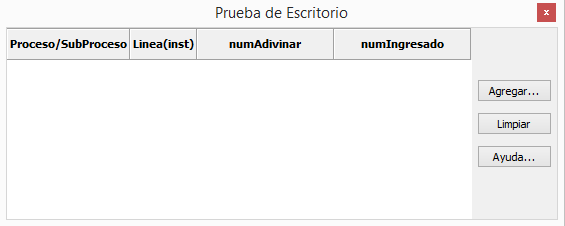 Prueba de Escritorio
x
Proceso/SubProceso Linea(inst) numAdivinar numIngresado
Agregar...
Limpiar
Ayuda...